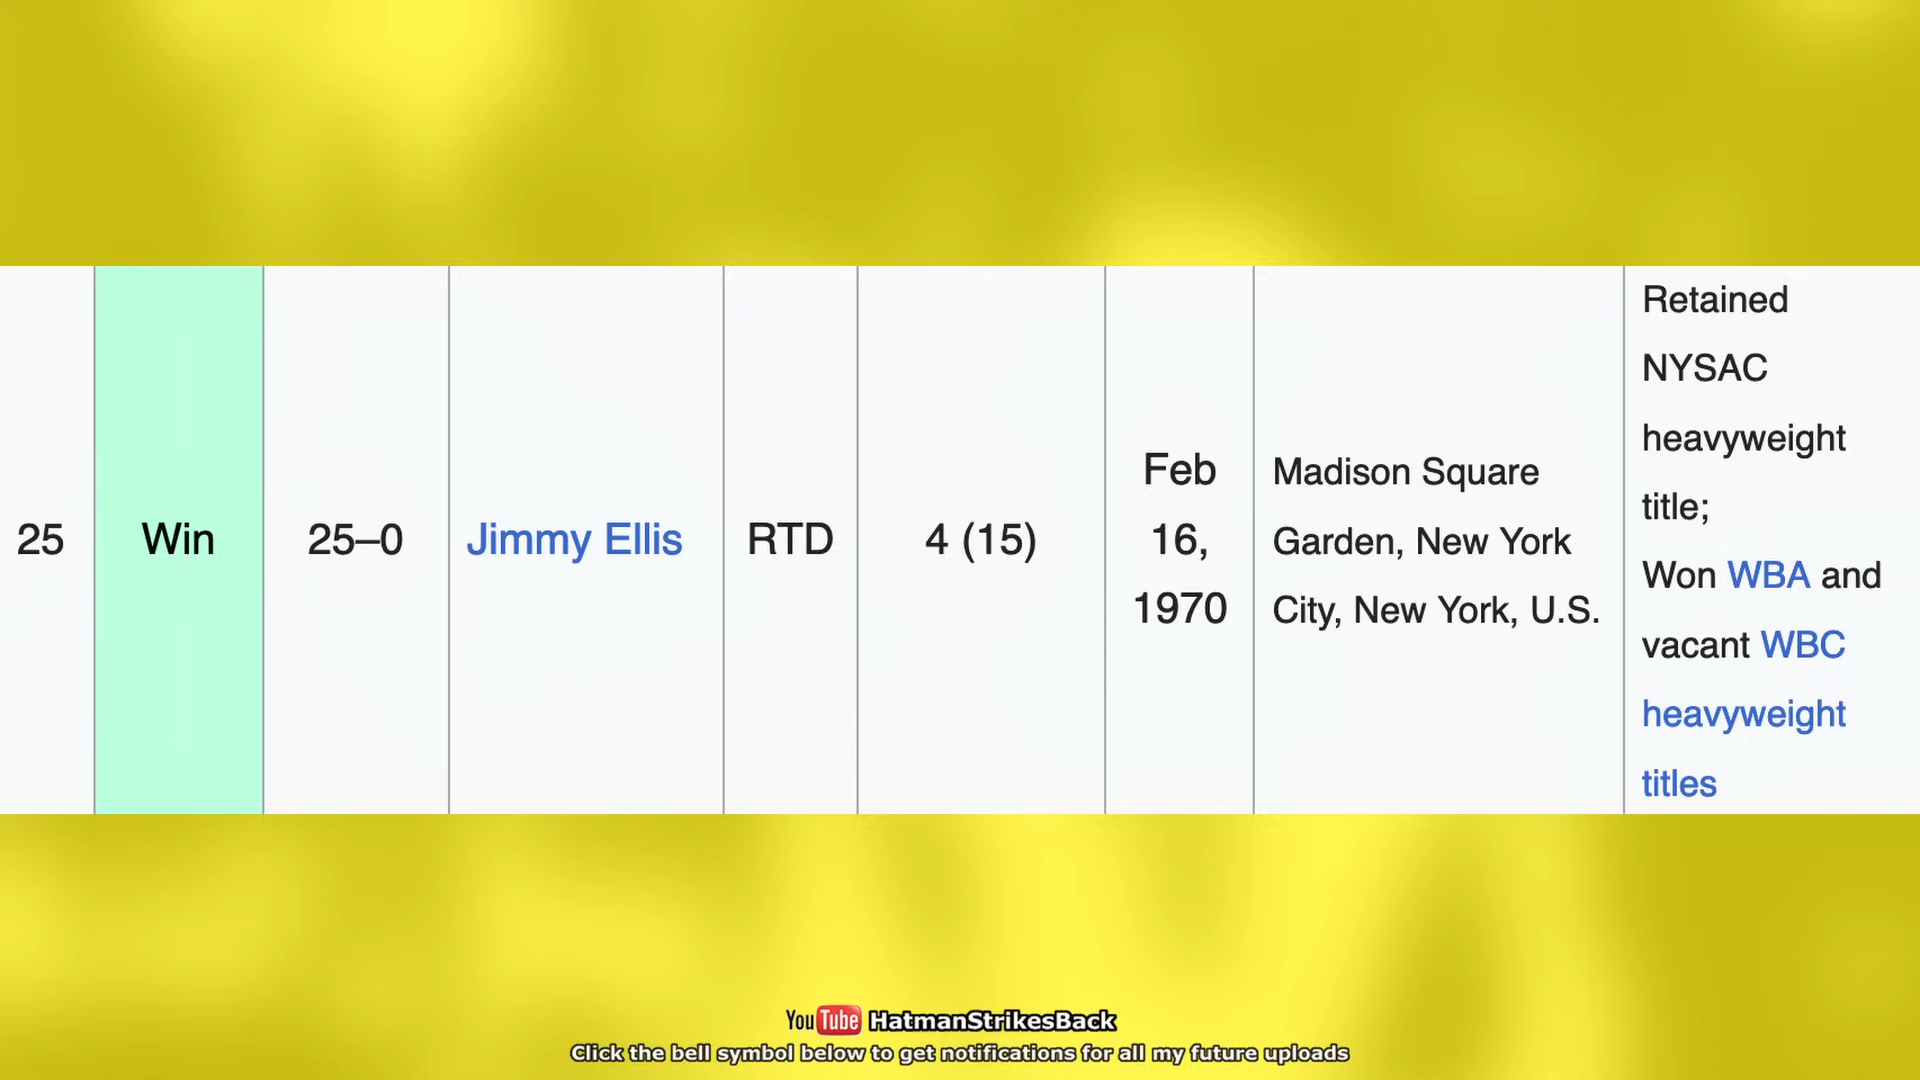 25
Win
25–0
Jimmy Ellis
RTD
4 (15)
Feb
16,
1970
Madison Square
Garden, New York
City, New York, U.S.
Retained
NYSAC
heavyweight
title;
Won WBA and
vacant WBC
heavyweight
titles
YouTube HatmanStrikesBack
Click the bell symbol below to get notifications for all my future uploads